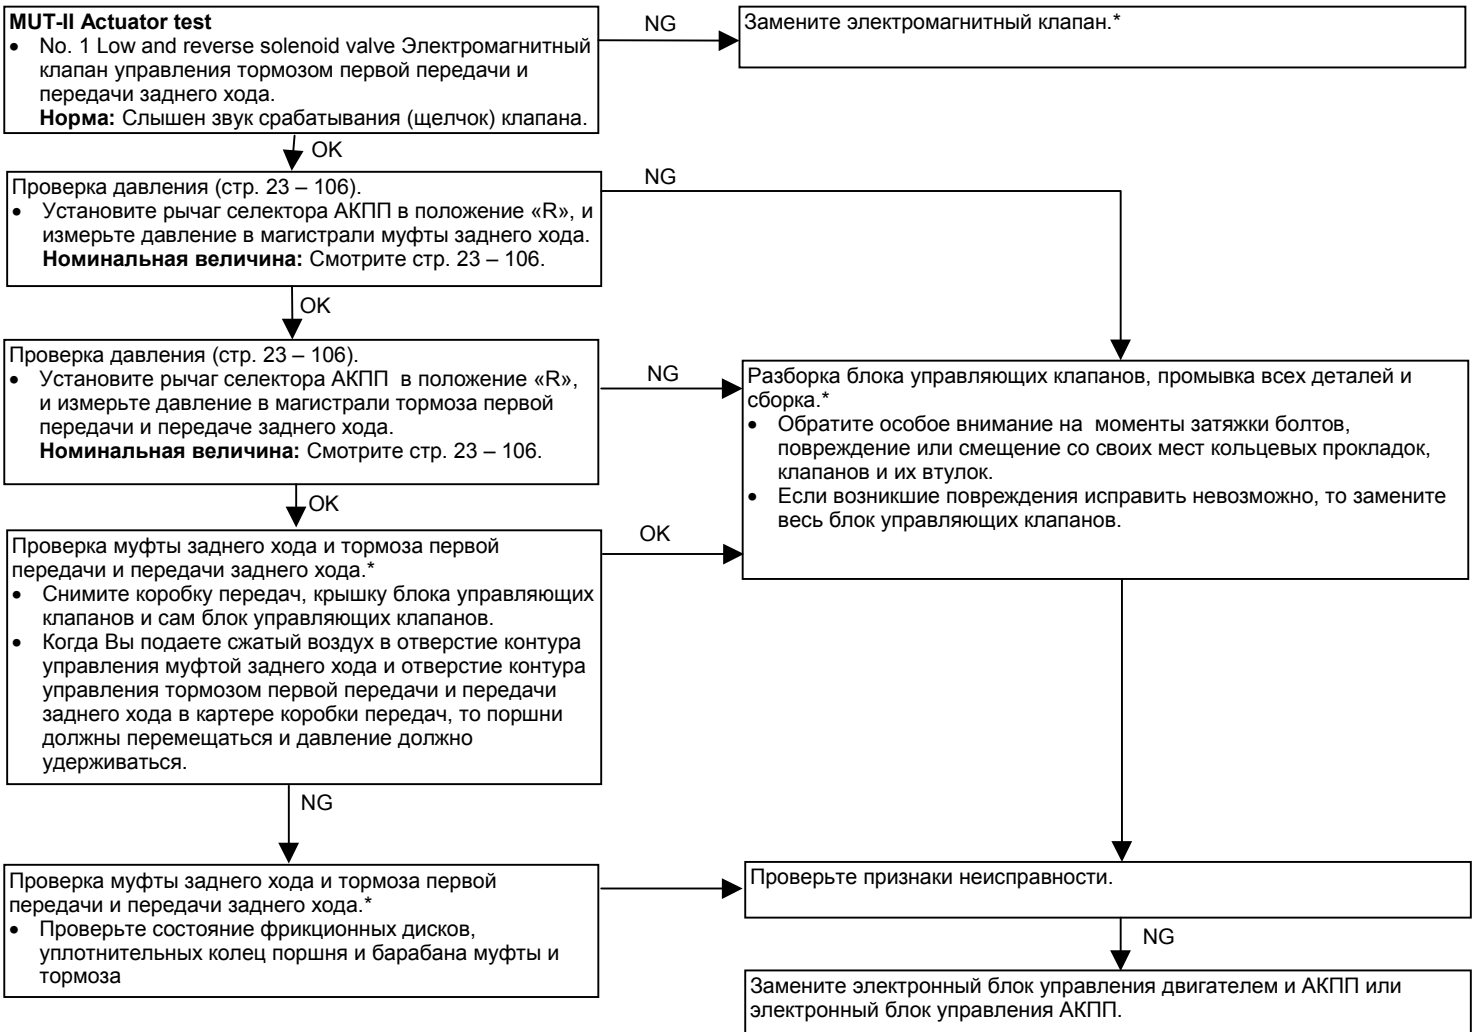 MUT-II Actuator test
• No. 1 Low and reverse solenoid valve Электромагнитный
клапан управления тормозом первой передачи и
передачи заднего хода.
Норма: Слышен звук срабатывания (щелчок) клапана.
NG
Замените электромагнитный клапан.*
OK
Проверка давления (стр. 23 – 106).
• Установите рычаг селектора АКПП в положение «R», и
измерьте давление в магистрали муфты заднего хода.
Номинальная величина: Смотрите стр. 23 – 106.
NG
OK
Проверка давления (стр. 23 – 106).
• Установите рычаг селектора АКПП в положение «R»,
и измерьте давление в магистрали тормоза первой
передачи и передаче заднего хода.
Номинальная величина: Смотрите стр. 23 – 106.
NG
Разборка блока управляющих клапанов, промывка всех деталей и
сборка.*
• Обратите особое внимание на моменты затяжки болтов,
повреждение или смещение со своих мест кольцевых прокладок,
клапанов и их втулок.
• Если возникшие повреждения исправить невозможно, то замените
весь блок управляющих клапанов.
OK
Проверка муфты заднего хода и тормоза первой
передачи и передачи заднего хода.*
• Снимите коробку передач, крышку блока управляющих
клапанов и сам блок управляющих клапанов.
• Когда Вы подаете сжатый воздух в отверстие контура
управления муфтой заднего хода и отверстие контура
управления тормозом первой передачи и передачи
заднего хода в картере коробки передач, то поршни
должны перемещаться и давление должно
удерживаться.
OK
NG
Проверка муфты заднего хода и тормоза первой
передачи и передачи заднего хода.*
• Проверьте состояние фрикционных дисков,
уплотнительных колец поршня и барабана муфты и
тормоза
Проверьте признаки неисправности.
NG
Замените электронный блок управления двигателем и АКПП или
электронный блок управления АКПП.